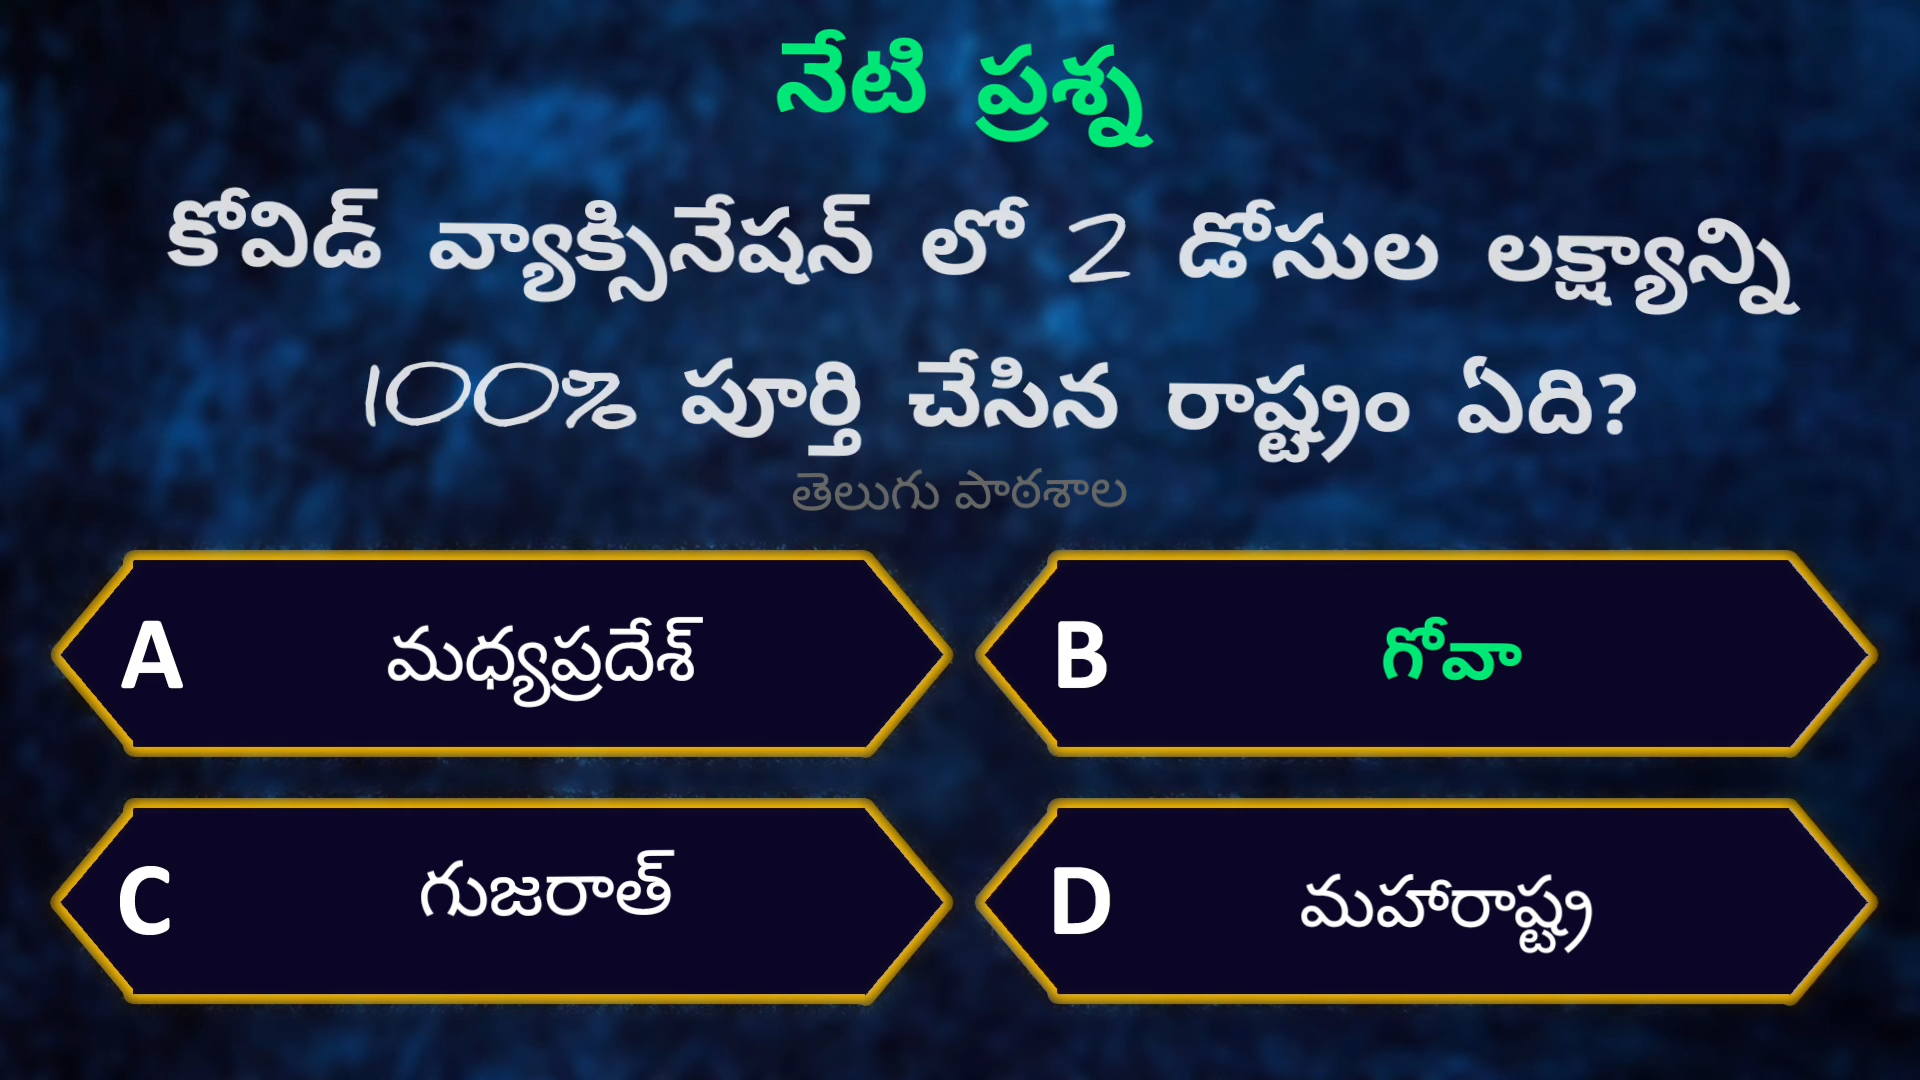 నేటి ప్రశ్న
కోవిడ్ వ్యాక్సినేషన్ లో 2 డోసుల లక్ష్యాన్ని
100% పూర్తి చేసిన రాష్ట్రం ఏది?
తెలుగు పాఠశాల
A మధ్యప్రదేశ్
B గోవా
C గుజరాత్
D మహారాష్ట్ర